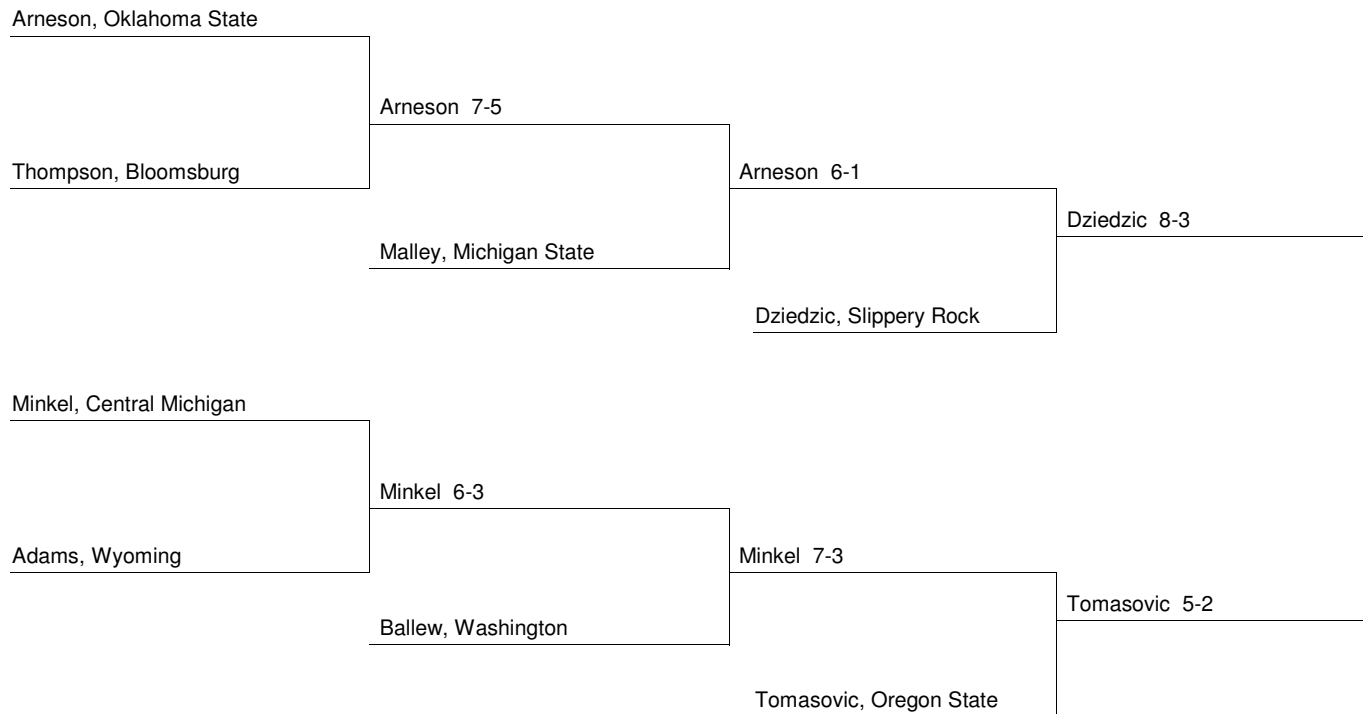 Arneson, Oklahoma State
Arneson  7-5
Thompson, Bloomsburg
Arneson  6-1
Dziedzic  8-3
Malley, Michigan State
Dziedzic, Slippery Rock
Minkel, Central Michigan
Minkel  6-3
Adams, Wyoming
Minkel  7-3
Tomasovic  5-2
Ballew, Washington
Tomasovic, Oregon State